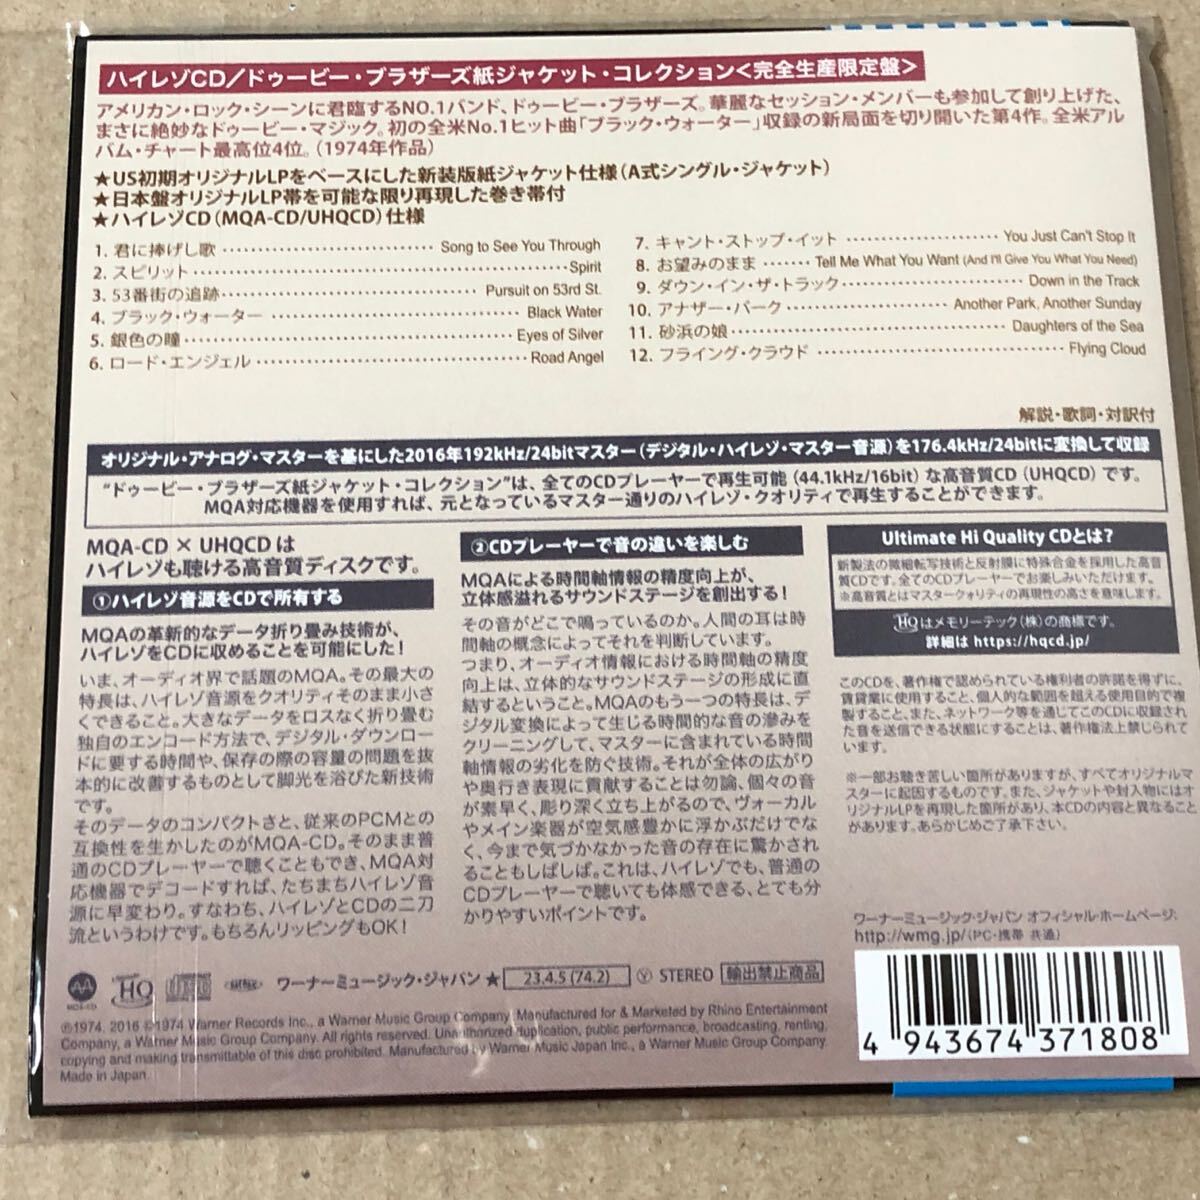 ハイレゾCD／ドゥービー・ブラザーズ紙ジャケット・コレクション＜完全生産限定盤＞
アメリカン・ロック・シーンに君臨するNO.1バンド、ドゥービー・ブラザーズ。華麗なセッション・メンバーも参加して創り上げた、
まさに絶妙なドゥービー・マジック。初の全米No.1ヒット曲「ブラック・ウォーター」収録の新局面を切り開いた第4作。全米アル
バム・チャート最高位4位。（1974年作品）
★US初期オリジナルLPをベースにした新装版紙ジャケット仕様（A式シングル・ジャケット）
★日本盤オリジナルLP帯を可能な限り再現した巻き帯付
★ハイレゾCD（MQA-CD/UHQCD）仕様
1. 君に捧げし歌 ‥‥‥‥ Song to See You Through
2. スピリット ‥‥‥‥ Spirit
3. 53番街の追跡 ‥‥‥‥ Pursuit on 53rd St.
4. ブラック・ウォーター ‥‥‥‥ Black Water
5. 銀色の瞳 ‥‥‥‥ Eyes of Silver
6. ロード・エンジェル ‥‥‥‥ Road Angel
7. キャント・ストップ・イット ‥‥‥‥ You Just Can't Stop It
8. お望みのまま ‥‥‥‥ Tell Me What You Want (And I'll Give You What You Need)
9. ダウン・イン・ザ・トラック ‥‥‥‥ Down in the Track
10. アナザー・パーク ‥‥‥‥ Another Park, Another Sunday
11. 砂浜の娘 ‥‥‥‥ Daughters of the Sea
12. フライング・クラウド ‥‥‥‥ Flying Cloud
解説・歌詞・対訳付
オリジナル・アナログ・マスターを基にした2016年192kHz/24bitマスター（デジタル・ハイレゾ・マスター音源）を176.4kHz/24bitに変換して収録
“ドゥービー・ブラザーズ紙ジャケット・コレクション”は、全てのCDプレーヤーで再生可能（44.1kHz/16bit）な高音質CD（UHQCD）です。
MQA対応機器を使用すれば、元となっているマスター通りのハイレゾ・クオリティで再生することができます。
MQA-CD × UHQCD は
ハイレゾも聴ける高音質ディスクです。
①ハイレゾ音源をCDで所有する
MQAの革新的なデータ折り畳み技術が、
ハイレゾをCDに収めることを可能にした！
いま、オーディオ界で話題のMQA。その最大の
特長は、ハイレゾ音源をクオリティそのまま小さ
くできること。大きなデータをロスなく折り畳む
独自のエンコード方法で、デジタル・ダウンロー
ドに要する時間や、保存の際の容量の問題を抜
本的に改善するものとして脚光を浴びた新技術
です。
そのデータのコンパクトさと、従来のPCMとの
互換性を生かしたのがMQA-CD。そのまま普
通のCDプレーヤーで聴くこともでき、MQA対
応機器でデコードすれば、たちまちハイレゾ音
源に早変わり。すなわち、ハイレゾとCDの二刀
流というわけです。もちろんリッピングもOK！
②CDプレーヤーで音の違いを楽しむ
MQAによる時間軸情報の精度向上が、
立体感溢れるサウンドステージを創出する！
その音がどこで鳴っているのか。人間の耳は時
間軸の概念によってそれを判断しています。
つまり、オーディオ情報における時間軸の精度
向上は、立体的なサウンドステージの形成に直
結するということ。MQAのもう一つの特長は、デ
ジタル変換によって生じる時間的な音の滲みを
クリーニングして、マスターに含まれている時間
軸情報の劣化を防ぐ技術。それが全体の広がり
や奥行き表現に貢献することは勿論、個々の音
が素早く、彫り深く立ち上がるので、ヴォーカル
やメイン楽器が空気感豊かに浮かぶだけでな
く、今まで気づかなかった音の存在に驚かされ
ることもしばしば。これは、ハイレゾでも、普通の
CDプレーヤーで聴いても体感できる、とても分
かりやすいポイントです。
Ultimate Hi Quality CDとは？
新製法の微細転写技術と反射膜に特殊合金を採用した高音
質CDです。全てのCDプレーヤーでお楽しみいただけます。
※高音質とはマスタークォリティの再現性の高さを意味します。
HQはメモリーテック（株）の商標です。
詳細は https://hqcd.jp/
このCDを、著作権で認められている権利者の許諾を得ずに、
賃貸業に使用すること、個人的な範囲を超える使用目的で複
製すること、また、ネットワーク等を通じてこのCDに収録され
た音を送信できる状態にすることは、著作権法上禁じられて
います。
※一部お聴き苦しい箇所がありますが、すべてオリジナルマ
スターに起因するものです。また、ジャケットや封入物にはオ
リジナルLPを再現した箇所があり、本CDの内容と異なること
があります。あらかじめご了承下さい。
ワーナーミュージック・ジャパン オフィシャル・ホームページ：
http://wmg.jp/（PC・携帯 共通）
MQA-CD HQ ワーナーミュージック・ジャパン ★ 23.4.5 (74.2) Ⓨ STEREO 輸出禁止商品
℗1974, 2016 ©1974 Warner Records Inc., a Warner Music Group Company. Manufactured for & Marketed by Rhino Entertainment
Company, a Warner Music Group Company. All rights reserved. Unauthorized duplication, public performance, broadcasting, renting,
copying and making transmittable of this disc prohibited. Manufactured by Warner Music Japan Inc., a Warner Music Group Company.
Made in Japan.
4 943674 371808